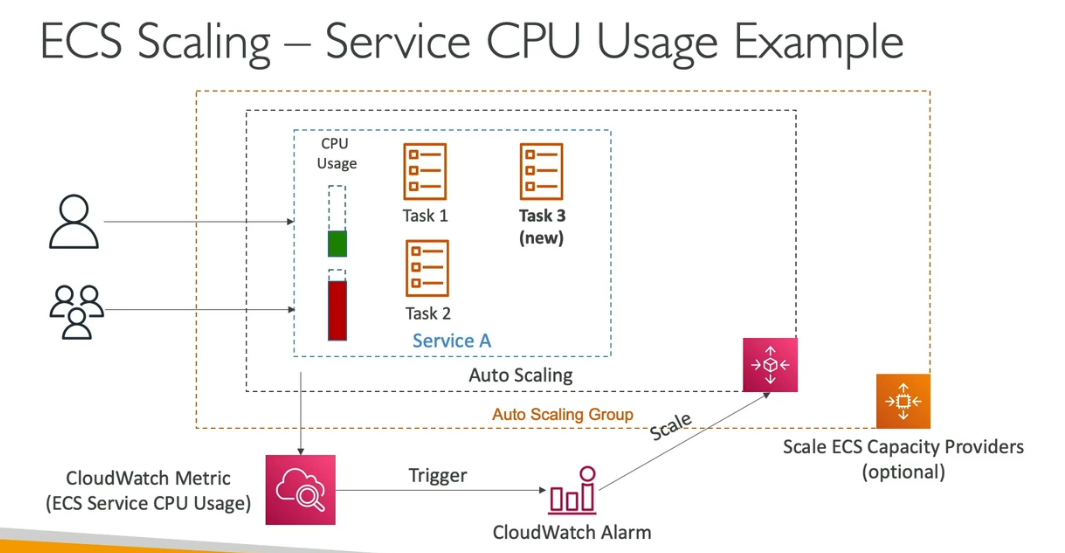 ECS Scaling – Service CPU Usage Example
CPU
Usage
Task 1
Task 3
(new)
Task 2
Service A
Auto Scaling
Auto Scaling Group
Scale
Scale ECS Capacity Providers
(optional)
CloudWatch Metric
(ECS Service CPU Usage)
Trigger
CloudWatch Alarm